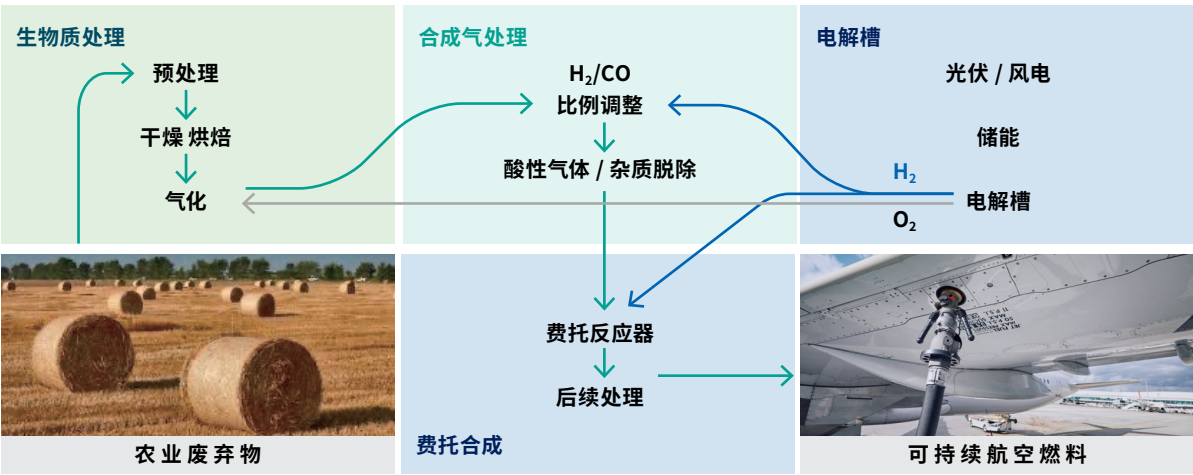 生物质处理
预处理
干燥 烘焙
气化
农业废弃物
合成气处理
H₂/CO
比例调整
酸性气体 / 杂质脱除
费托反应器
后续处理
费托合成
电解槽
光伏 / 风电
储能
H₂
电解槽
O₂
可持续航空燃料